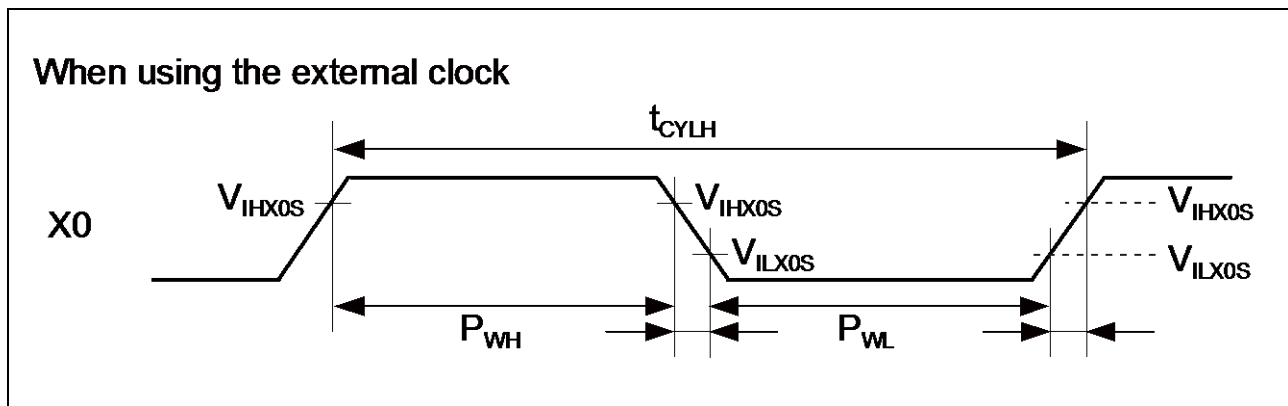 When using the external clock
tCYLH
VIHX0S VIHX0S VIHX0S
X0
VILX0S VILX0S
PWH PWL